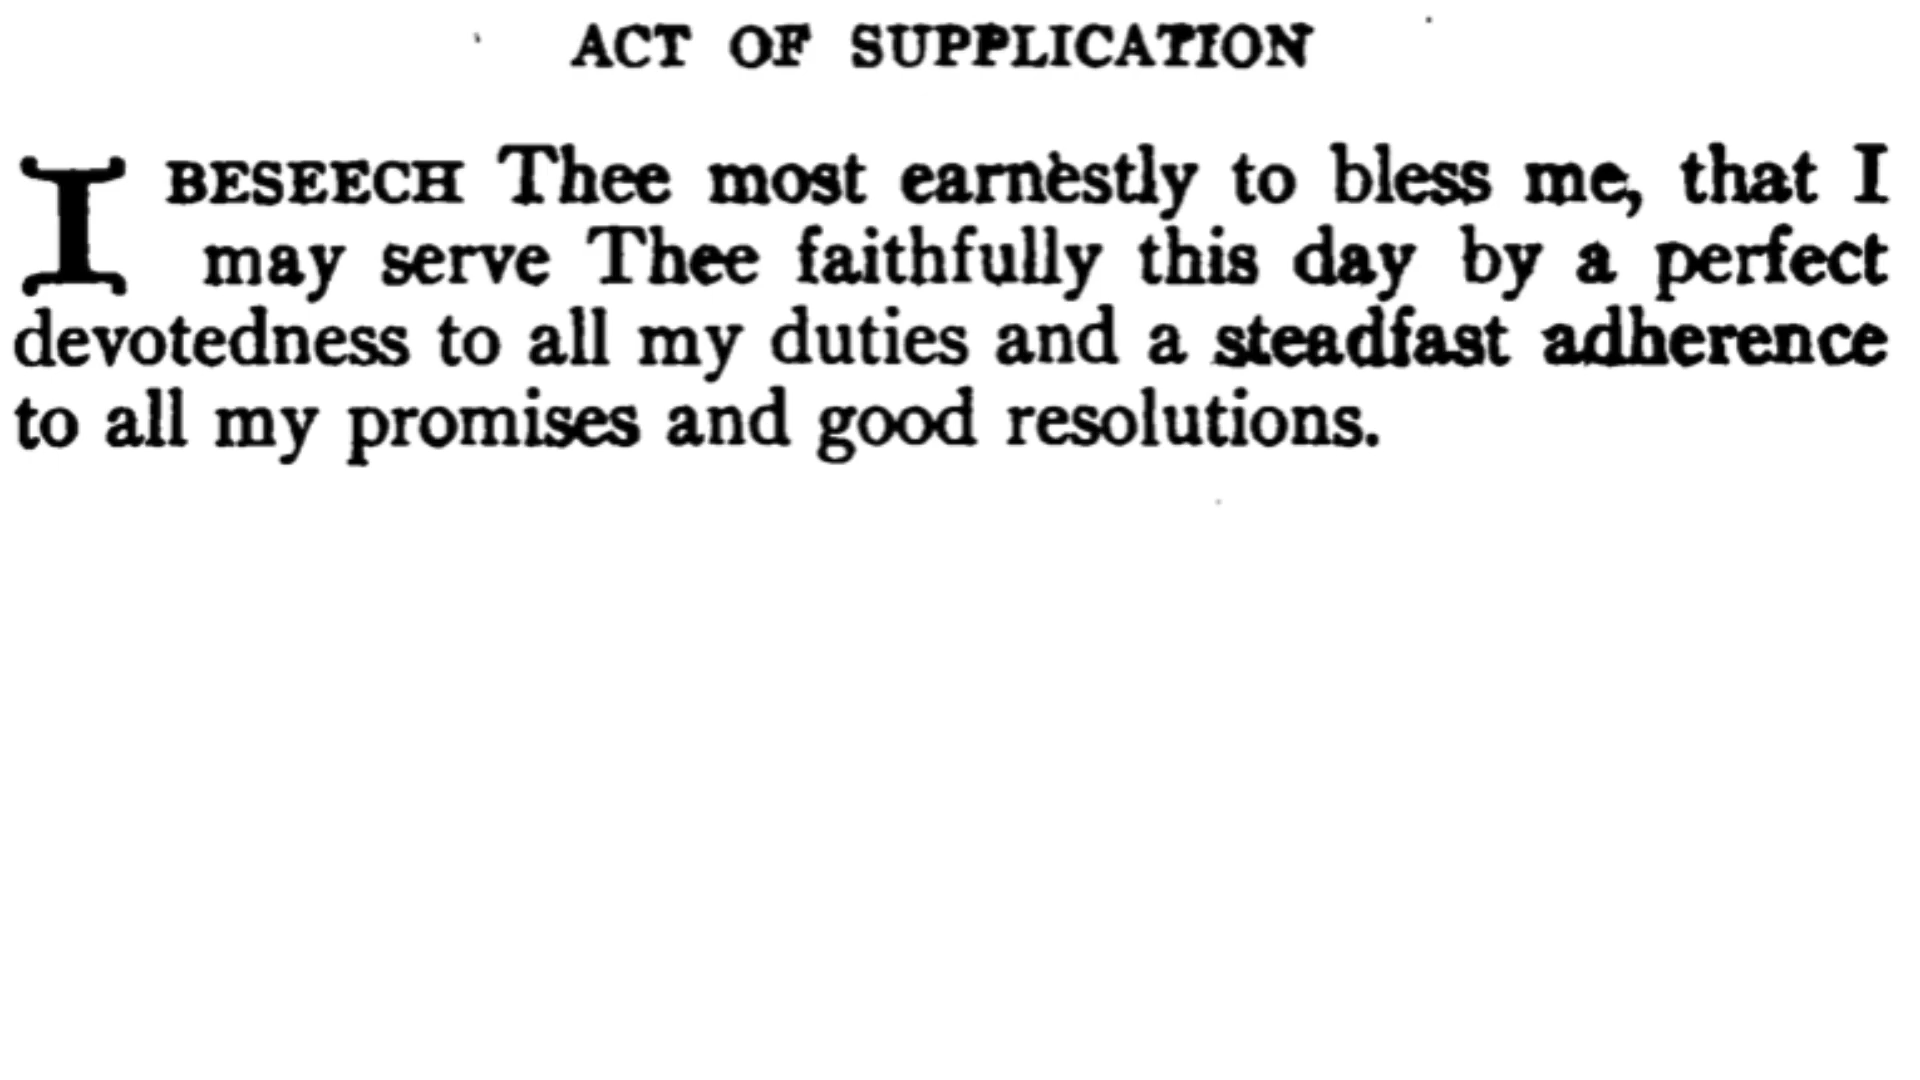 ACT OF SUPPLICATION
I BESEECH Thee most earnestly to bless me, that I
may serve Thee faithfully this day by a perfect
devotedness to all my duties and a steadfast adherence
to all my promises and good resolutions.